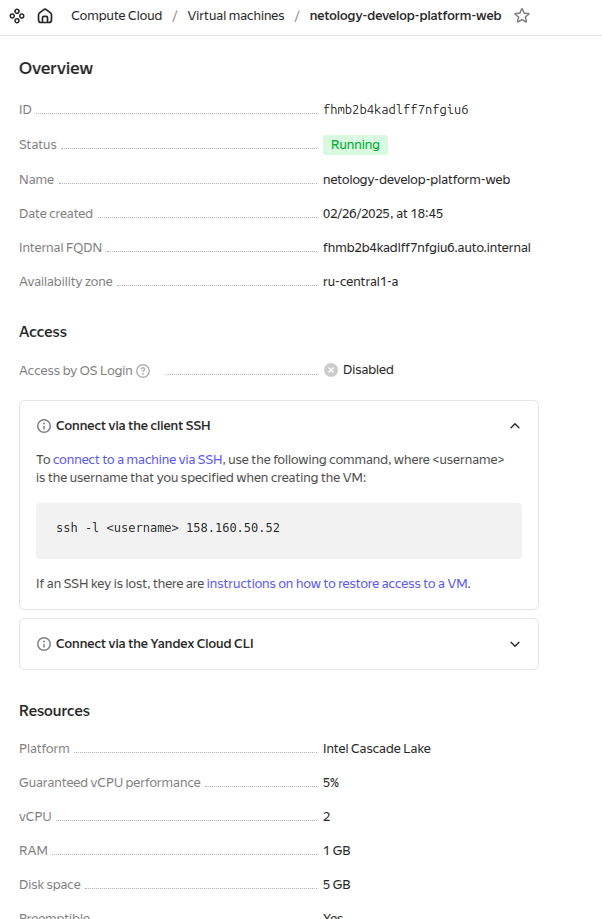 Compute Cloud / Virtual machines / netology-develop-platform-web
Overview
ID fhmb2b4kadlff7nfgiu6
Status Running
Name netology-develop-platform-web
Date created 02/26/2025, at 18:45
Internal FQDN fhmb2b4kadlff7nfgiu6.auto.internal
Availability zone ru-central1-a
Access
Access by OS Login Disabled
Connect via the client SSH
To connect to a machine via SSH, use the following command, where <username>
is the username that you specified when creating the VM:
ssh -l <username> 158.160.50.52
If an SSH key is lost, there are instructions on how to restore access to a VM.
Connect via the Yandex Cloud CLI
Resources
Platform Intel Cascade Lake
Guaranteed vCPU performance 5%
vCPU 2
RAM 1 GB
Disk space 5 GB
Preemptible Yes